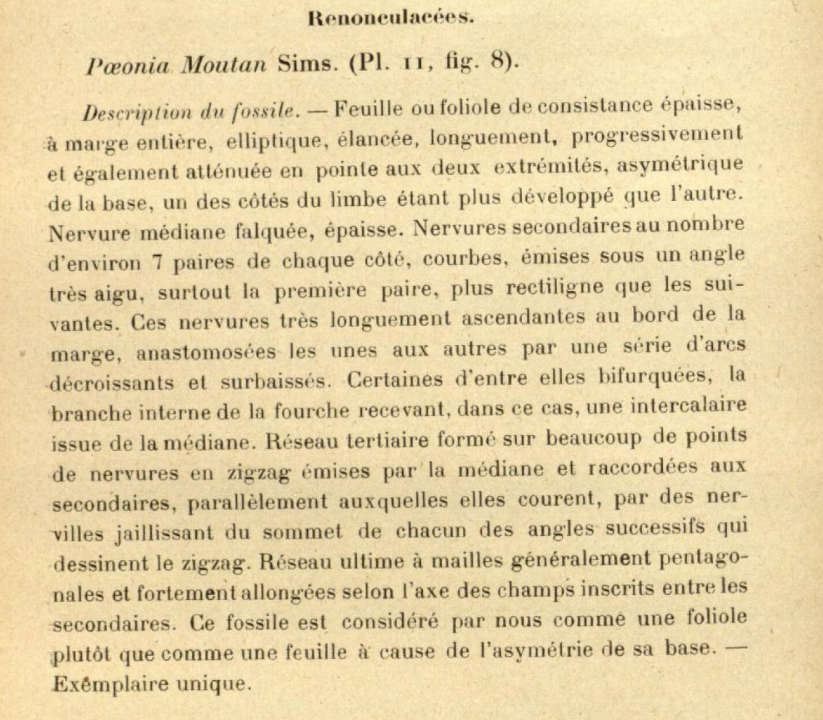 Renonculacées.
Pæonia Moutan Sims. (Pl. 11, fig. 8).
Description du fossile. — Feuille ou foliole de consistance épaisse,
à marge entière, elliptique, élancée, longuement, progressivement
et également atténuée en pointe aux deux extrémités, asymétrique
de la base, un des côtés du limbe étant plus développé que l'autre.
Nervure médiane falquée, épaisse. Nervures secondaires au nombre
d'environ 7 paires de chaque côté, courbes, émises sous un angle
très aigu, surtout la première paire, plus rectiligne que les sui-
vantes. Ces nervures très longuement ascendantes au bord de la
marge, anastomosées les unes aux autres par une série d'arcs
décroissants et surbaissés. Certaines d'entre elles bifurquées, la
branche interne de la fourche recevant, dans ce cas, une intercalaire
issue de la médiane. Réseau tertiaire formé sur beaucoup de points
de nervures en zigzag émises par la médiane et raccordées aux
secondaires, parallèlement auxquelles elles courent, par des ner-
villes jaillissant du sommet de chacun des angles successifs qui
dessinent le zigzag. Réseau ultime à mailles généralement pentago-
nales et fortement allongées selon l'axe des champs inscrits entre les
secondaires. Ce fossile est considéré par nous comme une foliole
plutôt que comme une feuille à cause de l'asymétrie de sa base. —
Exemplaire unique.